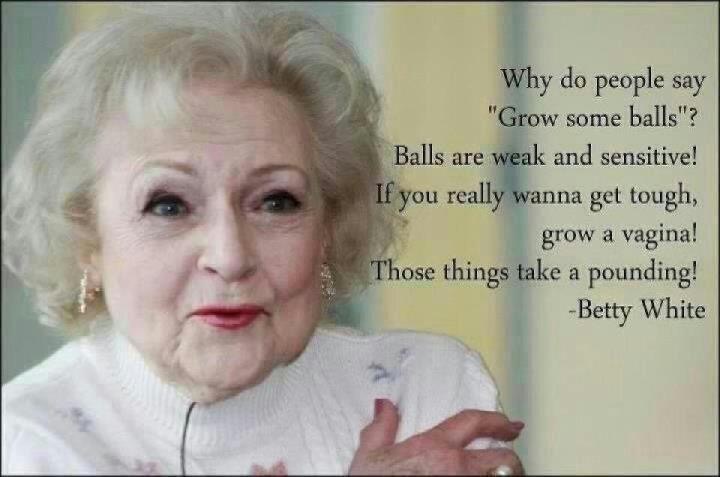 Why do people say
"Grow some balls"?
Balls are weak and sensitive!
If you really wanna get tough,
grow a vagina!
Those things take a pounding!
-Betty White